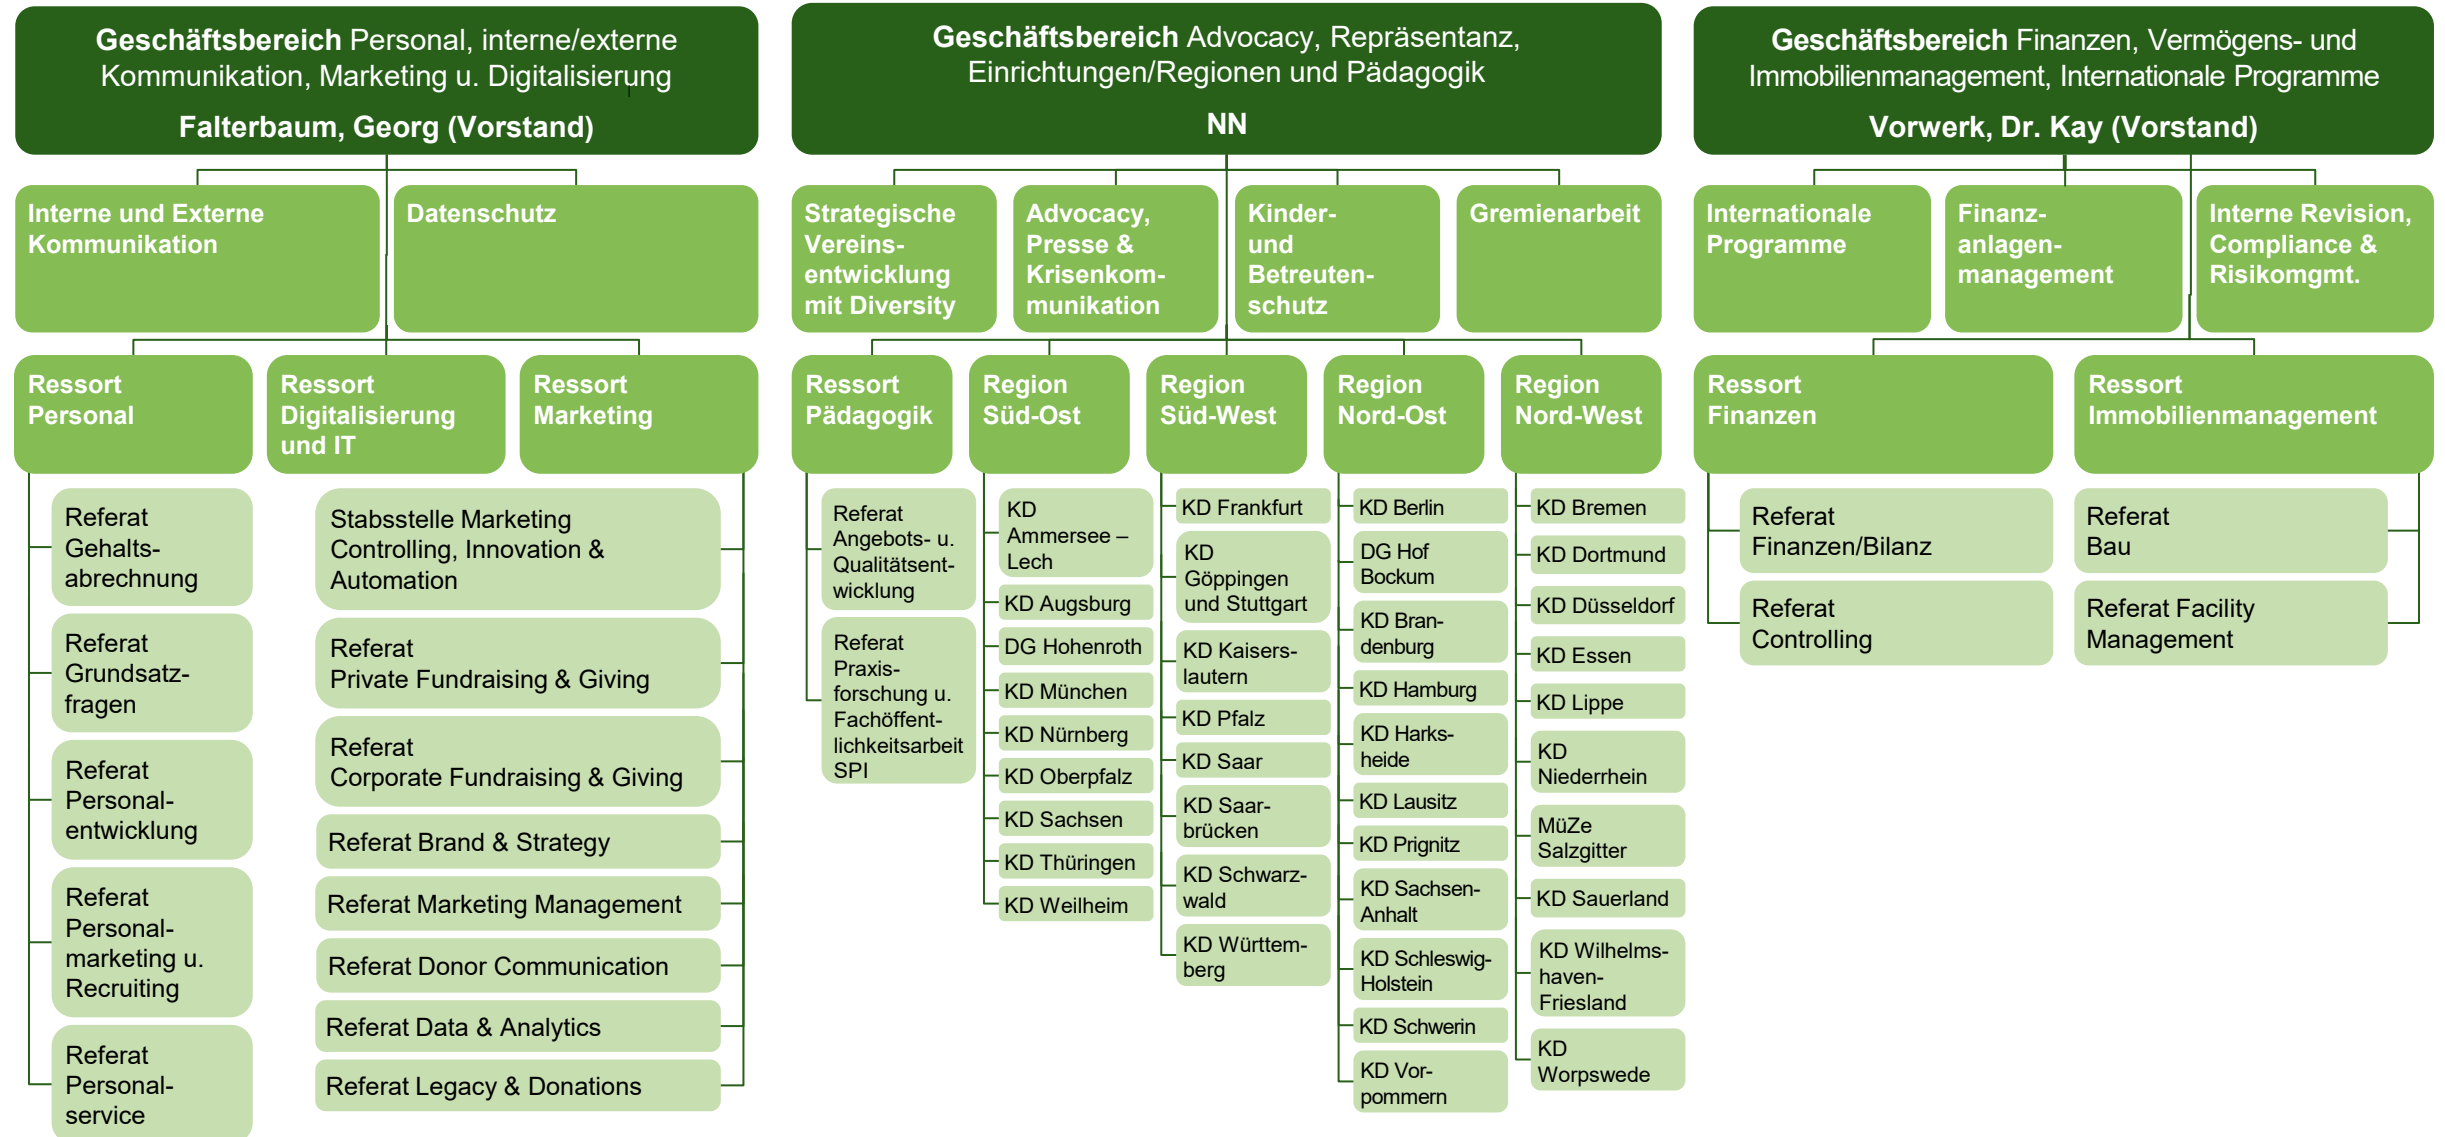 Geschäftsbereich Personal, interne/externe
Kommunikation, Marketing u. Digitalisierung
Falterbaum, Georg (Vorstand)
Interne und Externe
Kommunikation
Datenschutz
Ressort
Personal
Ressort
Digitalisierung
und IT
Ressort
Marketing
Referat
Gehalts-
abrechnung
Referat
Grundsatz-
fragen
Referat
Personal-
entwicklung
Referat
Personal-
marketing u.
Recruiting
Referat
Personal-
service
Stabsstelle Marketing
Controlling, Innovation &
Automation
Referat
Private Fundraising & Giving
Referat
Corporate Fundraising & Giving
Referat Brand & Strategy
Referat Marketing Management
Referat Donor Communication
Referat Data & Analytics
Referat Legacy & Donations
Geschäftsbereich Advocacy, Repräsentanz,
Einrichtungen/Regionen und Pädagogik
NN
Strategische
Vereins-
entwicklung
mit Diversity
Advocacy,
Presse &
Krisenkom-
munikation
Kinder-
und
Betreuten-
schutz
Gremienarbeit
Ressort
Pädagogik
Region
Süd-Ost
Region
Süd-West
Region
Nord-Ost
Region
Nord-West
Referat
Angebots- u.
Qualitätsent-
wicklung
Referat
Praxis-
forschung u.
Fachöffent-
lichkeitsarbeit
SPI
KD
Ammersee –
Lech
KD Augsburg
DG Hohenroth
KD München
KD Nürnberg
KD Oberpfalz
KD Sachsen
KD Thüringen
KD Weilheim
KD Frankfurt
KD
Göppingen
und Stuttgart
KD Kaisers-
lautern
KD Pfalz
KD Saar
KD Saar-
brücken
KD Schwarz-
wald
KD Württem-
berg
KD Berlin
DG Hof
Bockum
KD Bran-
denburg
KD Hamburg
KD Harks-
heide
KD Lausitz
KD Prignitz
KD Sachsen-
Anhalt
KD Schleswig-
Holstein
KD Schwerin
KD Vor-
pommern
KD Bremen
KD Dortmund
KD Düsseldorf
KD Essen
KD Lippe
KD
Niederrhein
MüZe
Salzgitter
KD Sauerland
KD Wilhelms-
haven-
Friesland
KD
Worpswede
Geschäftsbereich Finanzen, Vermögens- und
Immobilienmanagement, Internationale Programme
Vorwerk, Dr. Kay (Vorstand)
Internationale
Programme
Finanz-
anlagen-
management
Interne Revision,
Compliance &
Risikomgmt.
Ressort
Finanzen
Ressort
Immobilienmanagement
Referat
Finanzen/Bilanz
Referat
Controlling
Referat
Bau
Referat Facility
Management